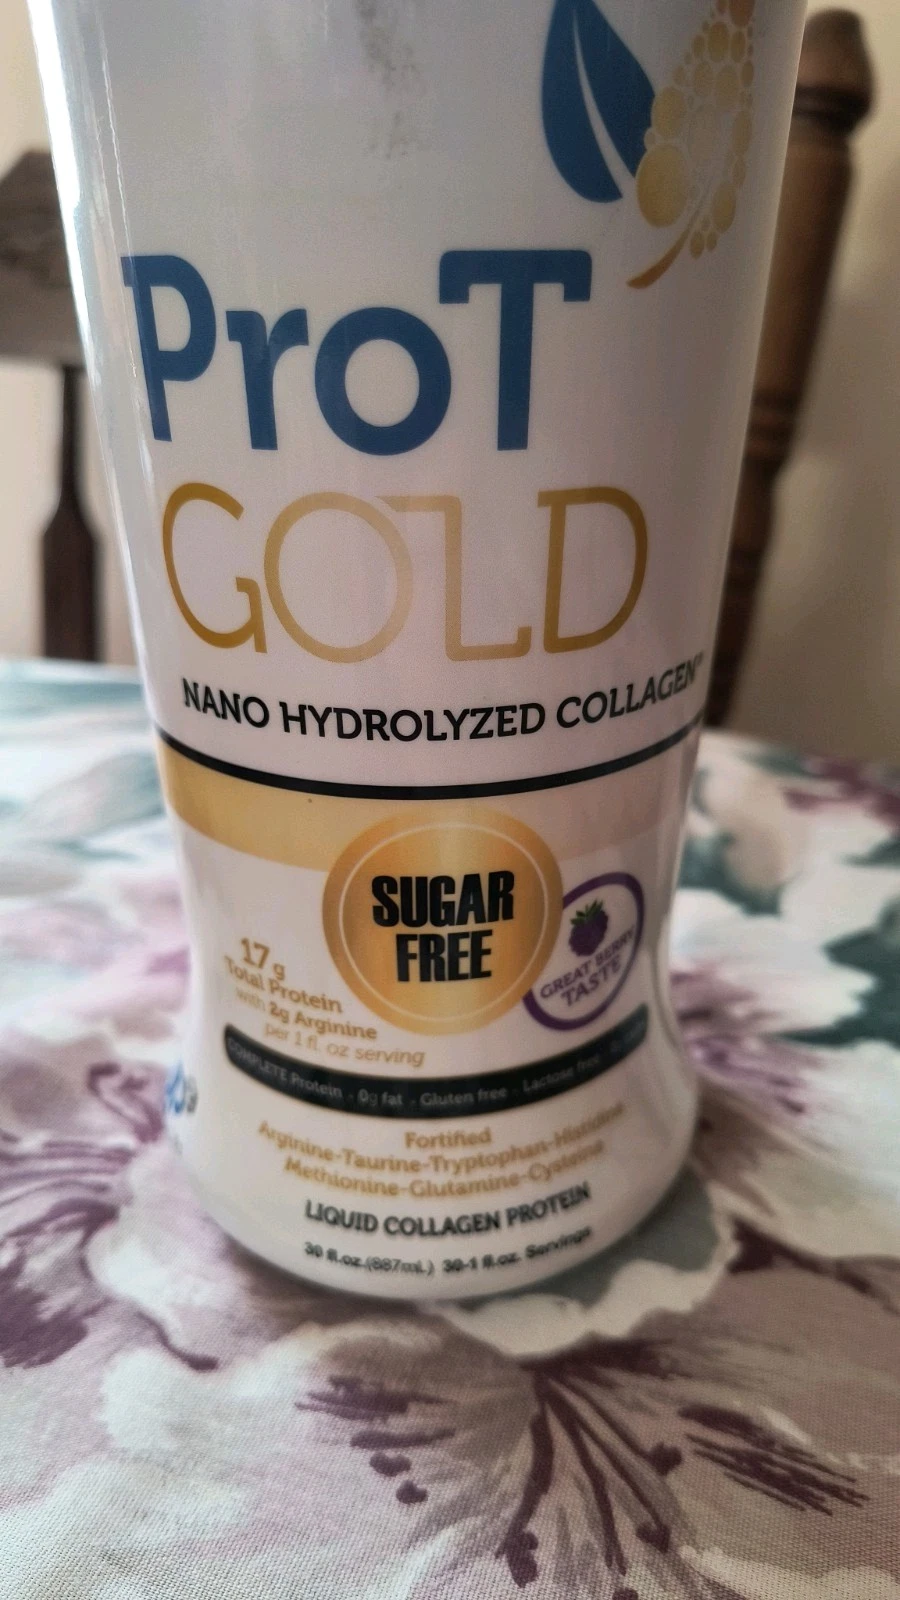 ProT
GOLD
NANO HYDROLYZED COLLAGEN
SUGAR
FREE
17g
Total Protein
with 2g Arginine
per 1 fl. oz serving
GREAT BERRY
TASTE
COMPLETE Protein · 0g fat · Gluten free · Lactose free ·
Fortified
Arginine-Taurine-Tryptophan-Histidine
Methionine-Glutamine-Cysteine
LIQUID COLLAGEN PROTEIN
30 fl.oz.(887mL) 30-1 fl.oz. Servings